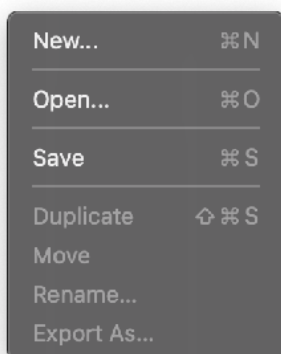 New... ⌘N
Open... ⌘O
Save ⌘S
Duplicate ⇧⌘S
Move
Rename...
Export As...